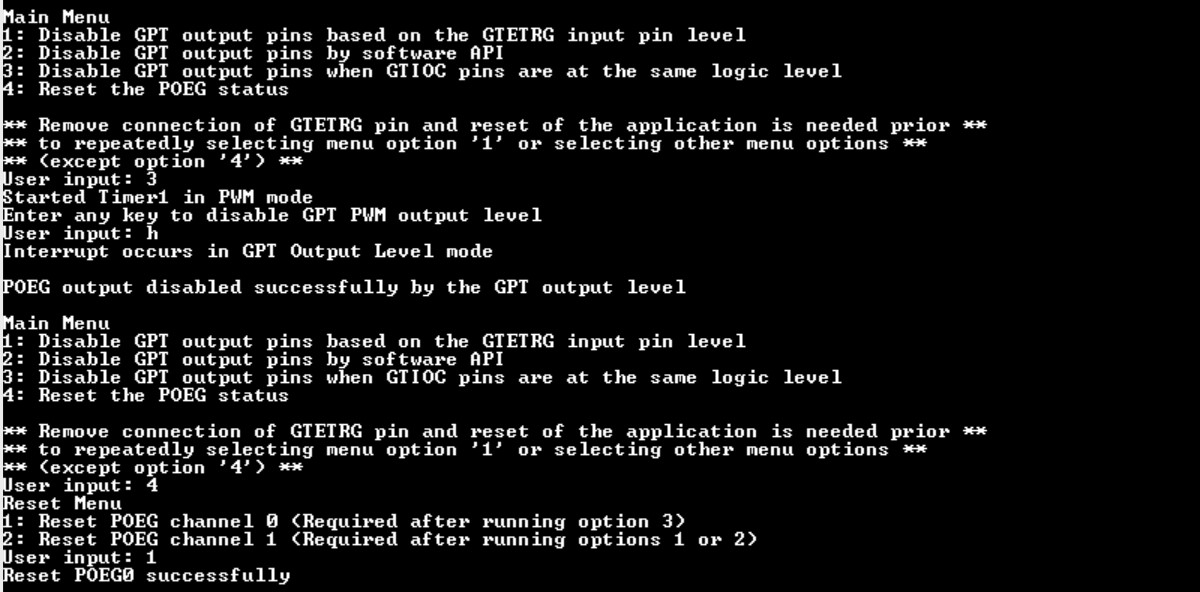 Main Menu
1: Disable GPT output pins based on the GTETRG input pin level
2: Disable GPT output pins by software API
3: Disable GPT output pins when GTIOC pins are at the same logic level
4: Reset the POEG status
** Remove connection of GTETRG pin and reset of the application is needed prior **
** to repeatedly selecting menu option '1' or selecting other menu options **
** (except option '4') **
User input: 3
Started Timer1 in PWM mode
Enter any key to disable GPT PWM output level
User input: h
Interrupt occurs in GPT Output Level mode
POEG output disabled successfully by the GPT output level
Main Menu
1: Disable GPT output pins based on the GTETRG input pin level
2: Disable GPT output pins by software API
3: Disable GPT output pins when GTIOC pins are at the same logic level
4: Reset the POEG status
** Remove connection of GTETRG pin and reset of the application is needed prior **
** to repeatedly selecting menu option '1' or selecting other menu options **
** (except option '4') **
User input: 4
Reset Menu
1: Reset POEG channel 0 (Required after running option 3)
2: Reset POEG channel 1 (Required after running options 1 or 2)
User input: 1
Reset POEG0 successfully